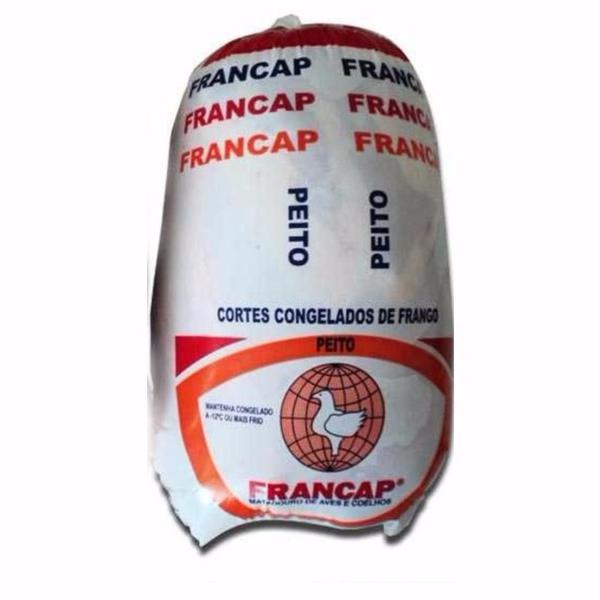 FRANCAP FRANCAP
FRANCAP FRANCAP
FRANCAP FRANCAP
PEITO PEITO
CORTES CONGELADOS DE FRANGO
PEITO
MANTENHA CONGELADO
A -12ºC OU MAIS FRIO
FRANCAP®
MATADOURO DE AVES E COELHOS